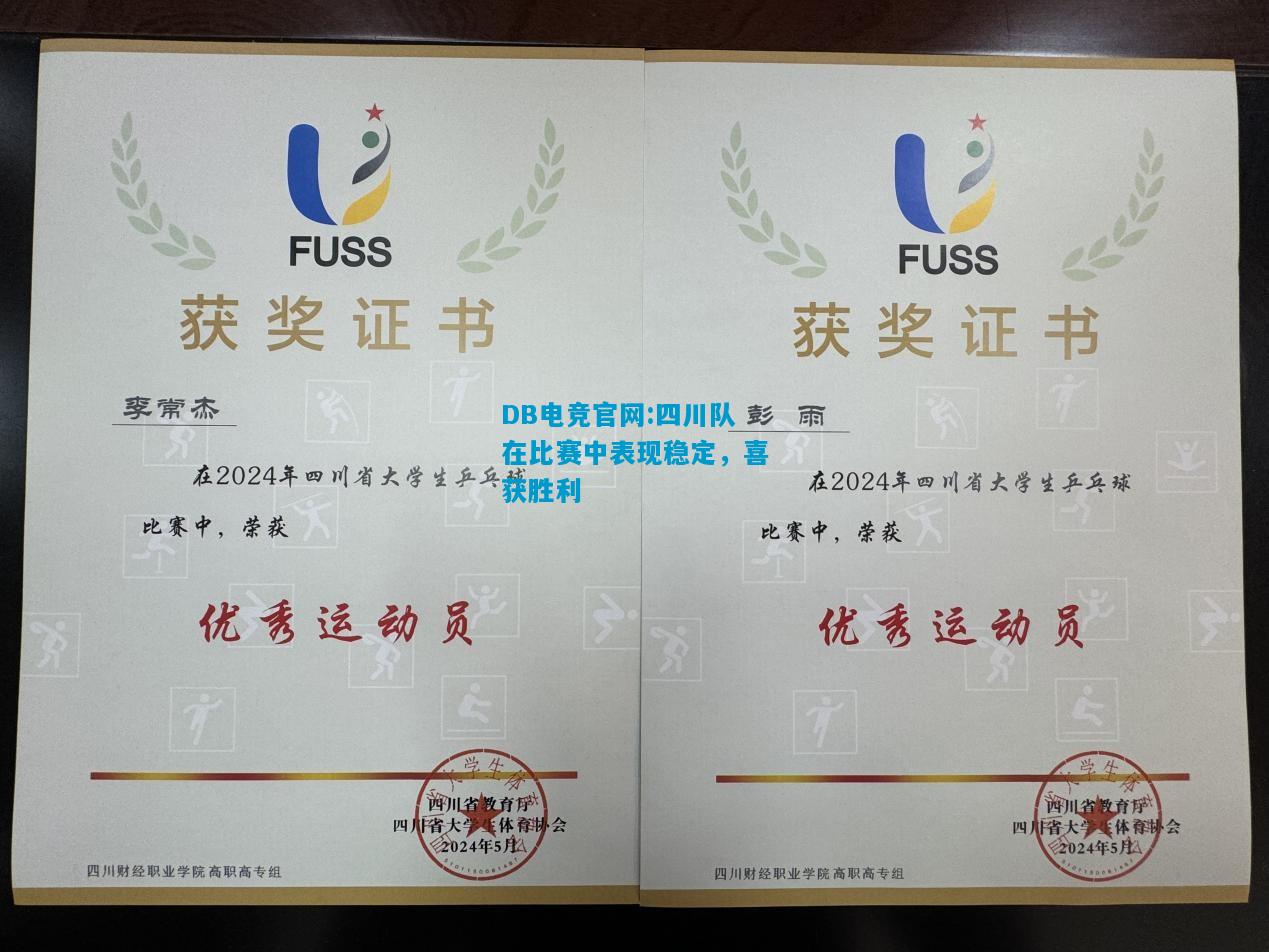 FUSS
获奖证书
李常杰
在2024年四川省大学生乒乓球
比赛中，荣获
优秀运动员
四川省教育厅
四川省大学生体育协会
2024年5月
四川财经职业学院高职高专组
FUSS
获奖证书
彭雨
在2024年四川省大学生乒乓球
比赛中，荣获
优秀运动员
四川省教育厅
四川省大学生体育协会
2024年5月
四川财经职业学院高职高专组
DB电竞官网:四川队
在比赛中表现稳定，喜
获胜利